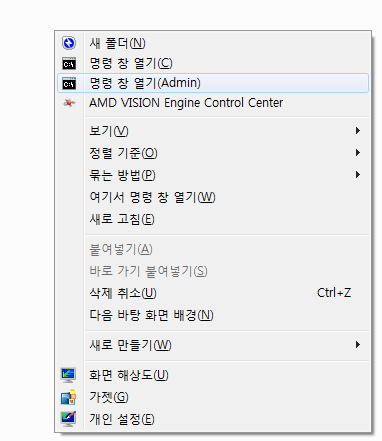 새 폴더(N)
명령 창 열기(C)
명령 창 열기(Admin)
AMD VISION Engine Control Center
보기(V)
정렬 기준(O)
묶는 방법(P)
여기서 명령 창 열기(W)
새로 고침(E)
붙여넣기(A)
바로 가기 붙여넣기(S)
삭제 취소(U) Ctrl+Z
다음 바탕 화면 배경(N)
새로 만들기(W)
화면 해상도(U)
가젯(G)
개인 설정(E)